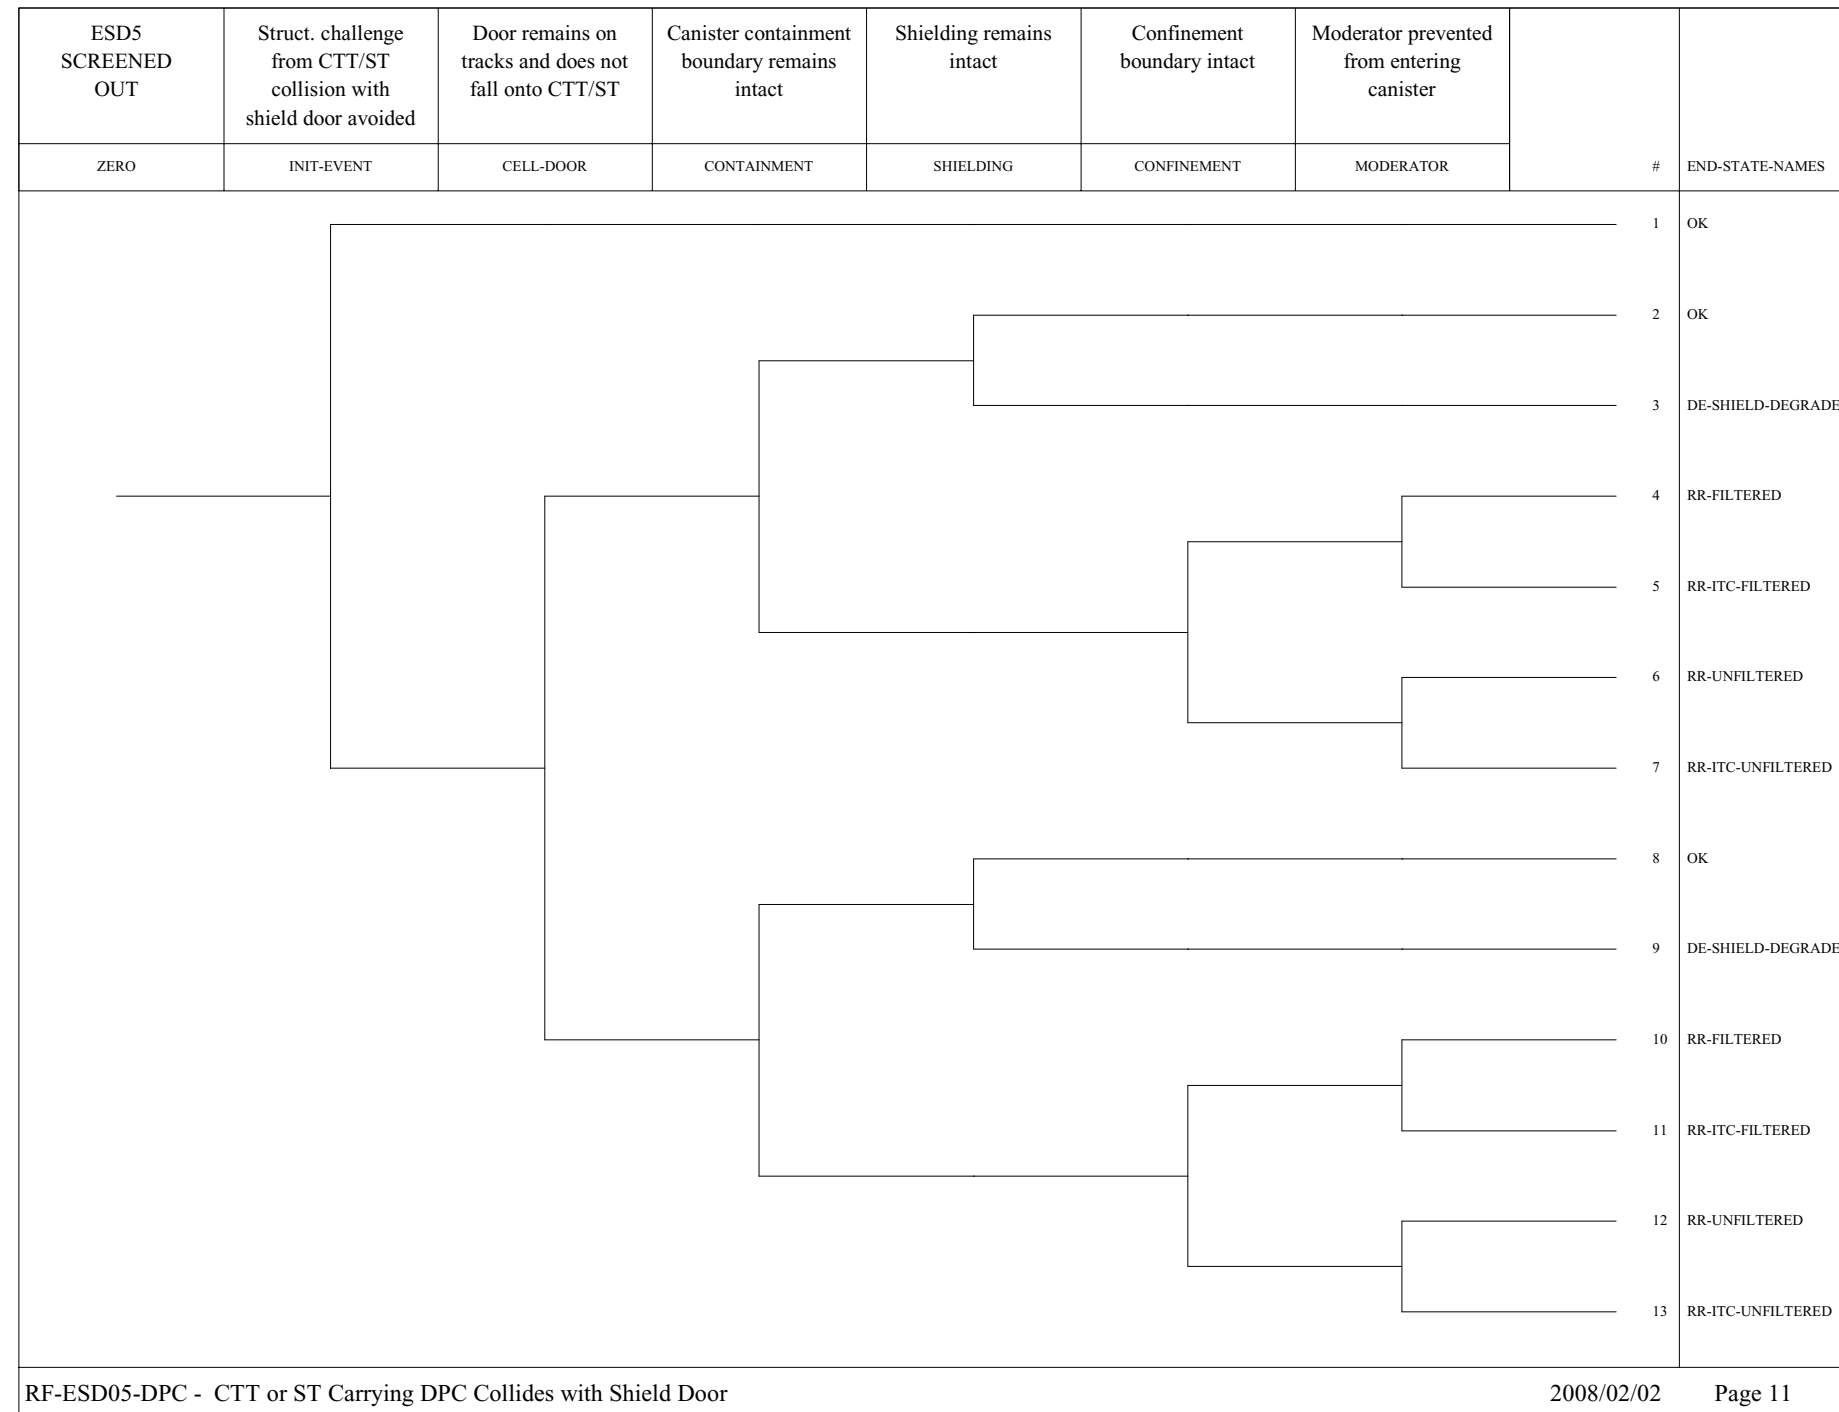 ESD5
SCREENED
OUT
Struct. challenge
from CTT/ST
collision with
shield door avoided
Door remains on
tracks and does not
fall onto CTT/ST
Canister containment
boundary remains
intact
Shielding remains
intact
Confinement
boundary intact
Moderator prevented
from entering
canister
ZERO
INIT-EVENT
CELL-DOOR
CONTAINMENT
SHIELDING
CONFINEMENT
MODERATOR
#
END-STATE-NAMES
1 OK
2 OK
3 DE-SHIELD-DEGRADE
4 RR-FILTERED
5 RR-ITC-FILTERED
6 RR-UNFILTERED
7 RR-ITC-UNFILTERED
8 OK
9 DE-SHIELD-DEGRADE
10 RR-FILTERED
11 RR-ITC-FILTERED
12 RR-UNFILTERED
13 RR-ITC-UNFILTERED
RF-ESD05-DPC - CTT or ST Carrying DPC Collides with Shield Door 2008/02/02 Page 11